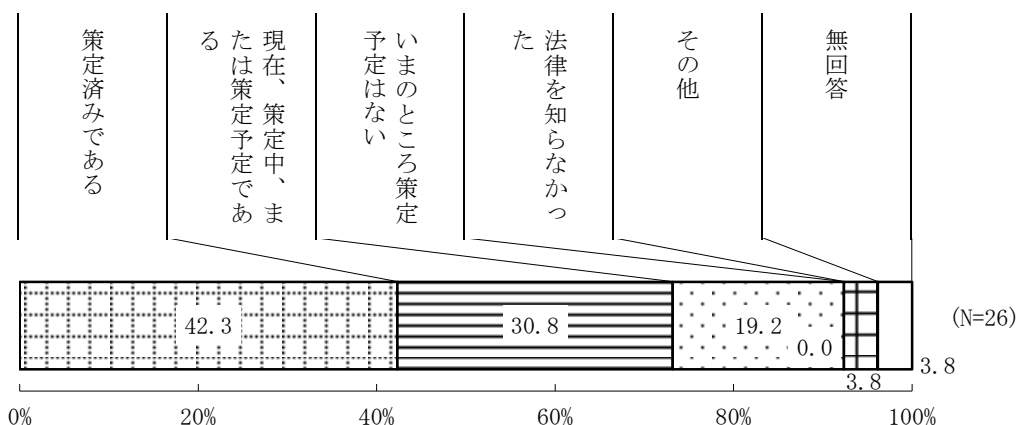 策定済みである
現在、策定中、ま
たは策定予定であ
る
いまのところ策定
予定はない
法律を知らなかっ
た
その他
無回答
42.3
30.8
19.2
0.0
3.8
3.8
(N=26)
0%
20%
40%
60%
80%
100%